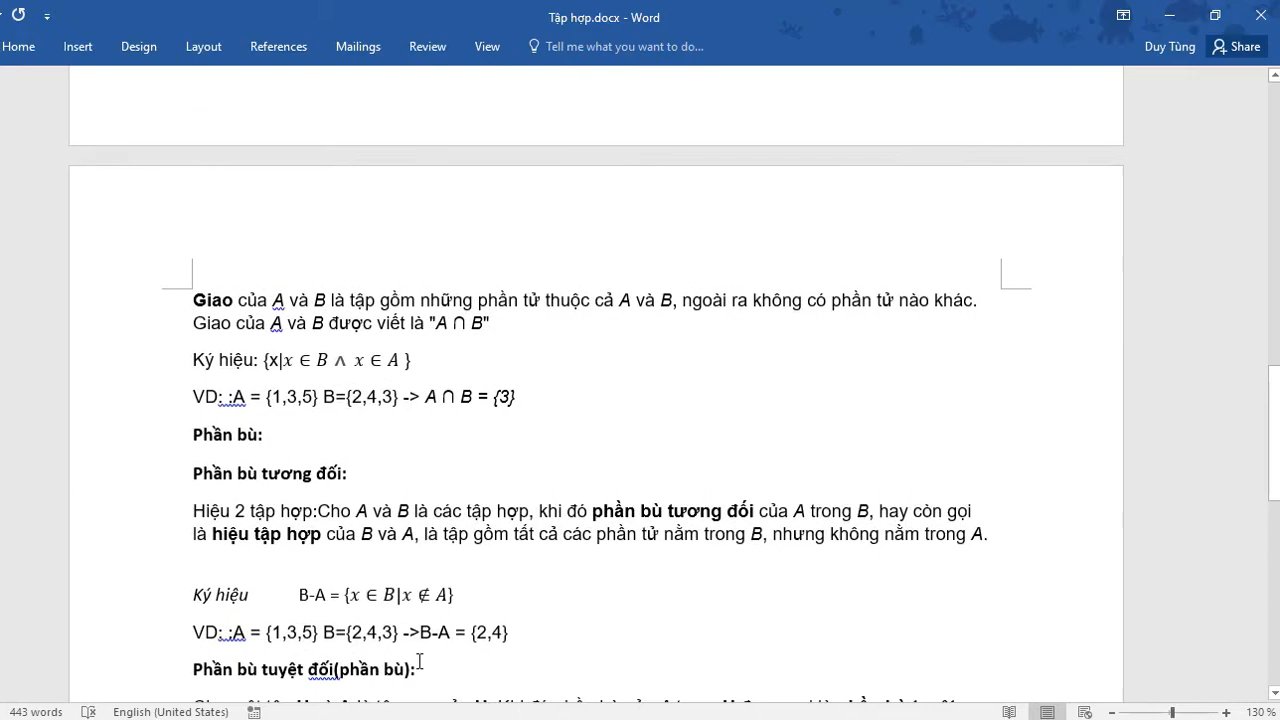 Tập hợp.docx - Word
Home Insert Design Layout References Mailings Review View Tell me what you want to do... Duy Tùng Share
Giao của A và B là tập gồm những phần tử thuộc cả A và B, ngoài ra không có phần tử nào khác.
Giao của A và B được viết là "A ∩ B"
Ký hiệu: {x|x ∈ B ∧ x ∈ A }
VD: :A = {1,3,5} B={2,4,3} -> A ∩ B = {3}
Phần bù:
Phần bù tương đối:
Hiệu 2 tập hợp:Cho A và B là các tập hợp, khi đó phần bù tương đối của A trong B, hay còn gọi
là hiệu tập hợp của B và A, là tập gồm tất cả các phần tử nằm trong B, nhưng không nằm trong A.
Ký hiệu B-A = {x ∈ B|x ∉ A}
VD: :A = {1,3,5} B={2,4,3} ->B-A = {2,4}
Phần bù tuyệt đối(phần bù):
443 words English (United States) 130 %